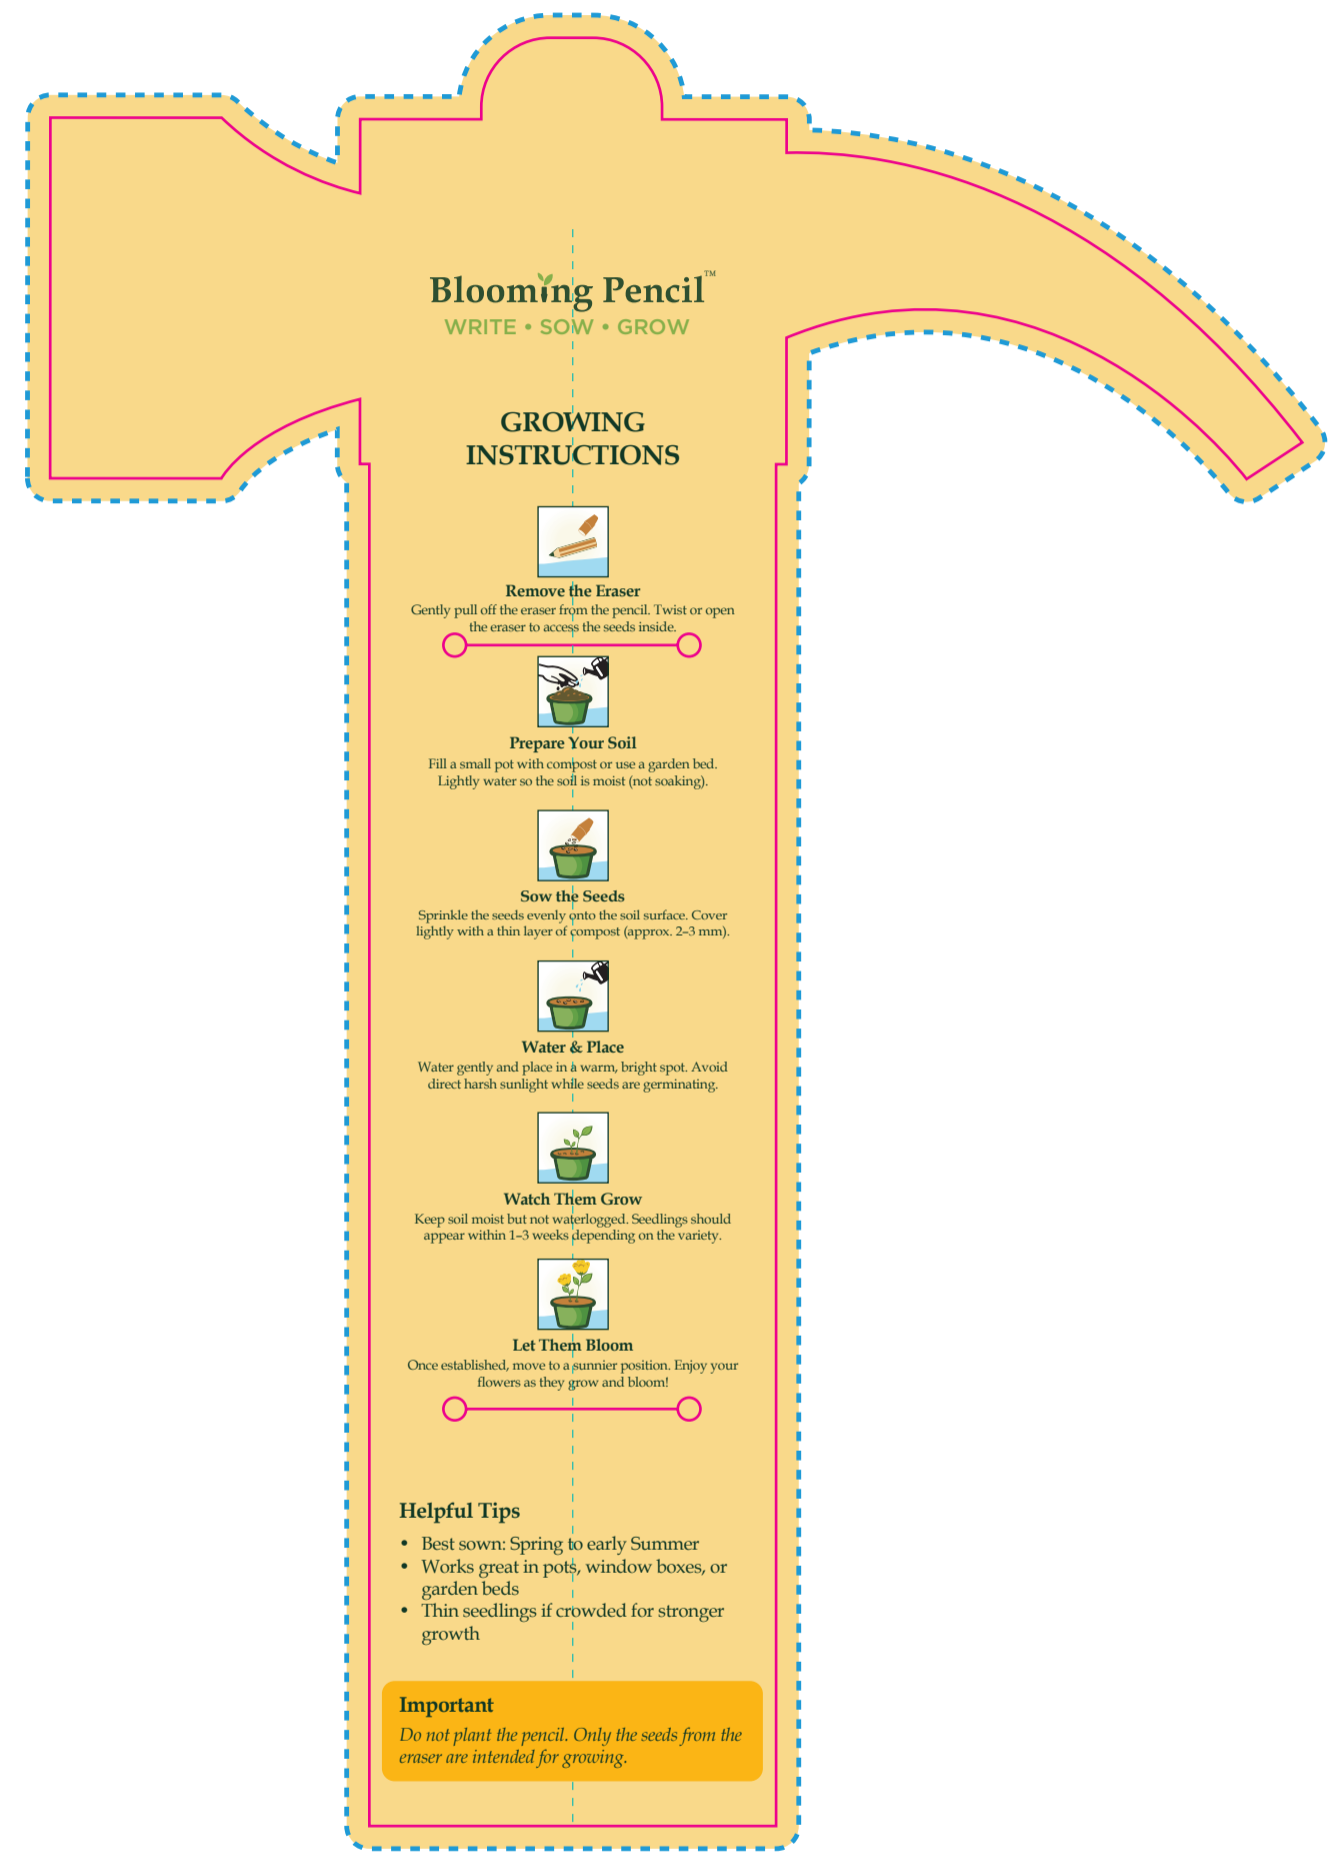 Blooming Pencil™
WRITE • SOW • GROW
GROWING
INSTRUCTIONS
Remove the Eraser
Gently pull off the eraser from the pencil. Twist or open
the eraser to access the seeds inside.
Prepare Your Soil
Fill a small pot with compost or use a garden bed.
Lightly water so the soil is moist (not soaking).
Sow the Seeds
Sprinkle the seeds evenly onto the soil surface. Cover
lightly with a thin layer of compost (approx. 2–3 mm).
Water & Place
Water gently and place in a warm, bright spot. Avoid
direct harsh sunlight while seeds are germinating.
Watch Them Grow
Keep soil moist but not waterlogged. Seedlings should
appear within 1–3 weeks depending on the variety.
Let Them Bloom
Once established, move to a sunnier position. Enjoy your
flowers as they grow and bloom!
Helpful Tips
• Best sown: Spring to early Summer
• Works great in pots, window boxes, or
garden beds
• Thin seedlings if crowded for stronger
growth
Important
Do not plant the pencil. Only the seeds from the
eraser are intended for growing.